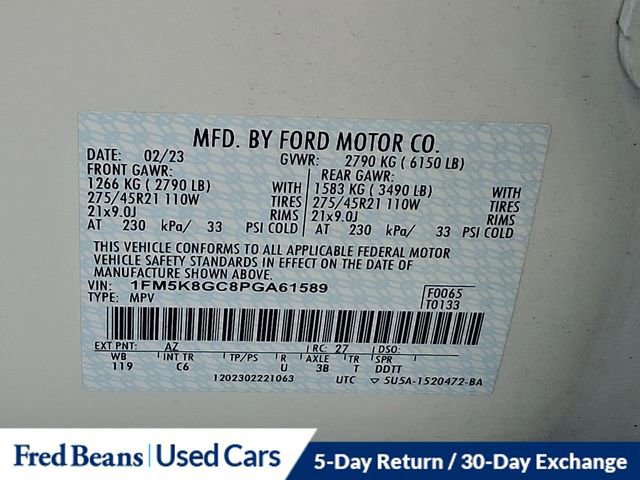 MFD. BY FORD MOTOR CO.
DATE: 02/23 GVWR: 2790 KG ( 6150 LB)
FRONT GAWR: REAR GAWR:
1266 KG ( 2790 LB) WITH 1583 KG ( 3490 LB) WITH
275/45R21 110W TIRES 275/45R21 110W TIRES
21x9.0J RIMS 21x9.0J RIMS
AT 230 kPa/ 33 PSI COLD AT 230 kPa/ 33 PSI COLD
THIS VEHICLE CONFORMS TO ALL APPLICABLE FEDERAL MOTOR
VEHICLE SAFETY STANDARDS IN EFFECT ON THE DATE OF
MANUFACTURE SHOWN ABOVE.
VIN: 1FM5K8GC8PGA61589 F0065
TYPE: MPV T0133
EXT PNT: AZ RC: 27 DSO:
WB INT TR TP/PS R AXLE TR SPR
119 C6 U 3B T DDTT
1202302221063 UTC ▽ 5U5A-1520472-BA
Fred Beans | Used Cars 5-Day Return / 30-Day Exchange